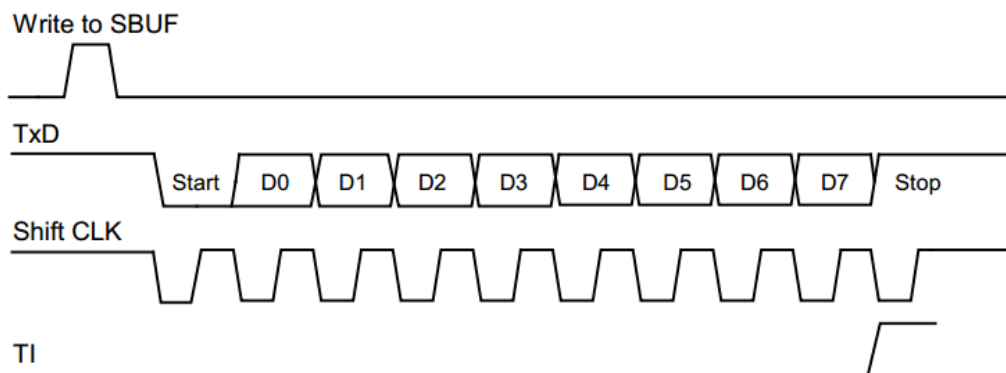 Write to SBUF
TxD
Start D0 D1 D2 D3 D4 D5 D6 D7 Stop
Shift CLK
TI